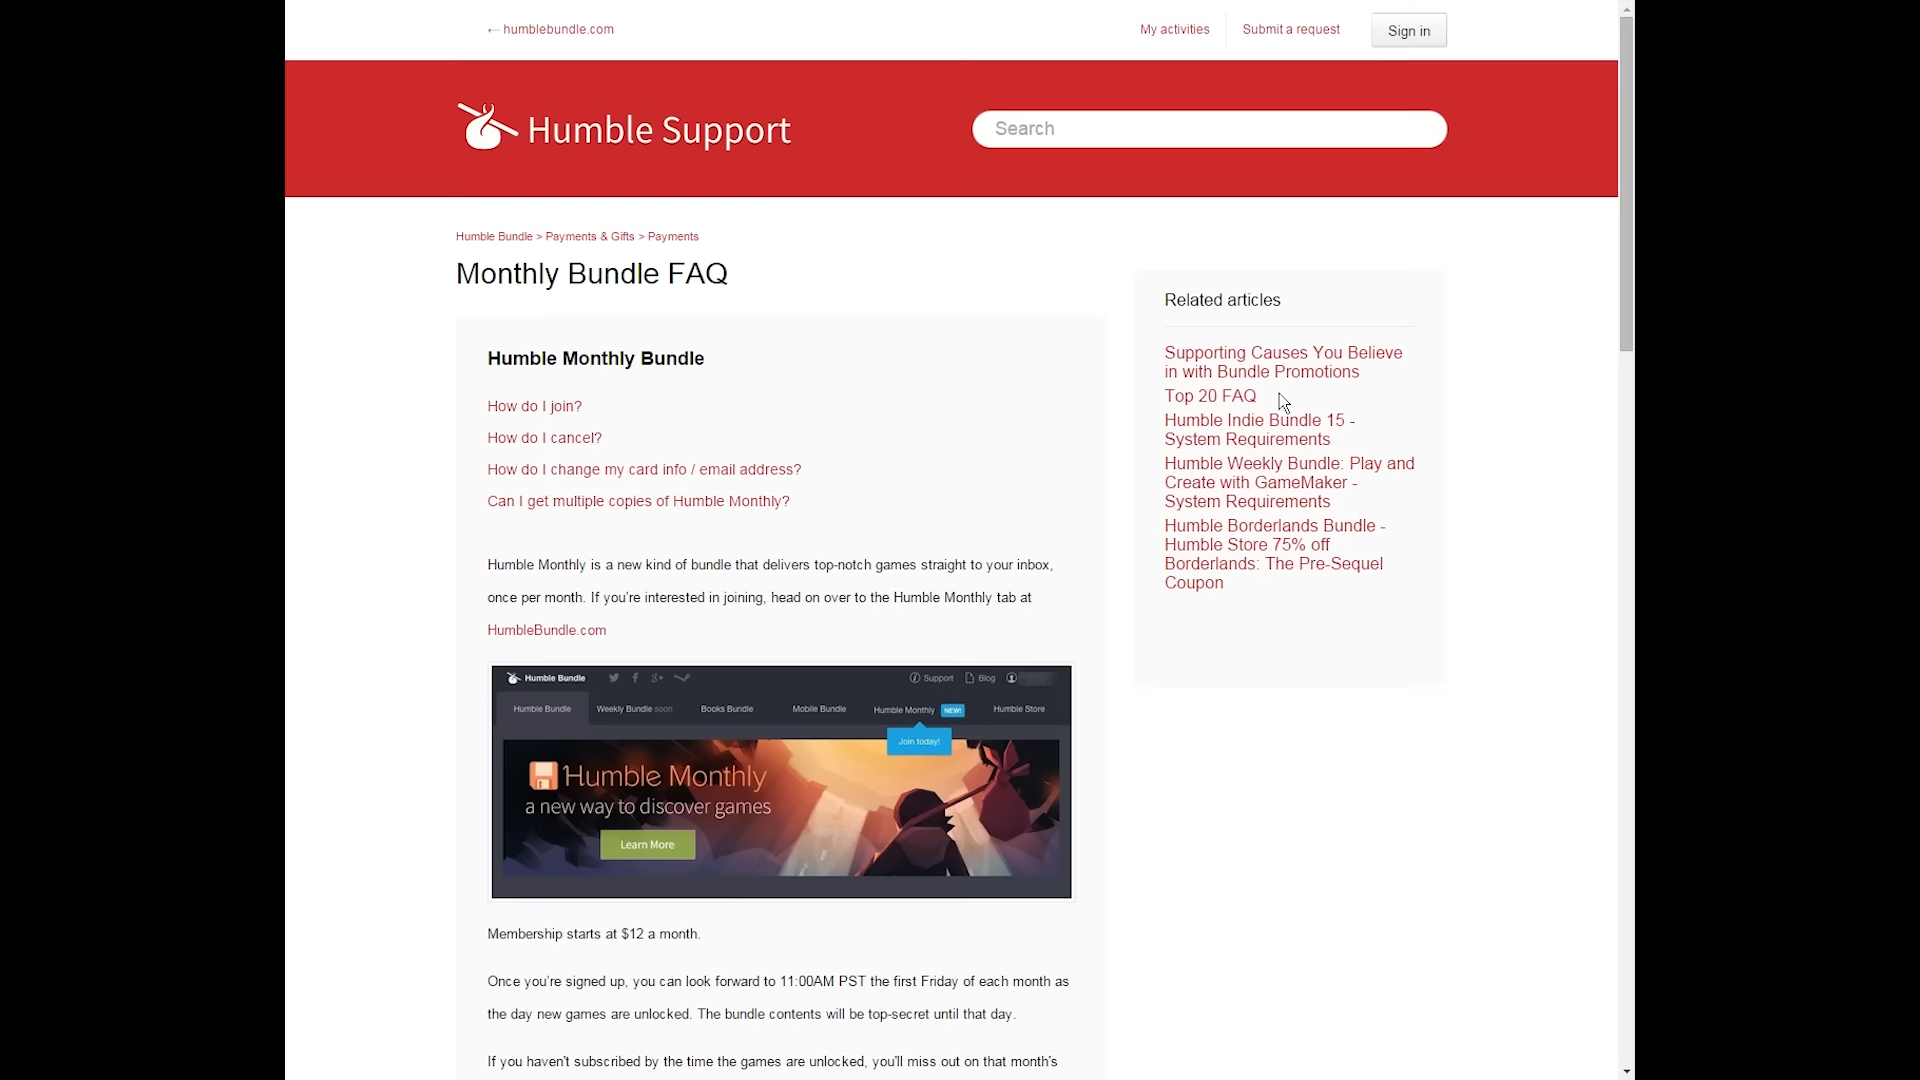 ← humblebundle.com
My activities
Submit a request
Sign in
Humble Support
Search
Humble Bundle > Payments & Gifts > Payments
Monthly Bundle FAQ
Humble Monthly Bundle
How do I join?
How do I cancel?
How do I change my card info / email address?
Can I get multiple copies of Humble Monthly?
Humble Monthly is a new kind of bundle that delivers top-notch games straight to your inbox,
once per month. If you're interested in joining, head on over to the Humble Monthly tab at
HumbleBundle.com
Humble Bundle
Support
Blog
Humble Bundle
Weekly Bundle soon
Books Bundle
Mobile Bundle
Humble Monthly NEW!
Humble Store
Join today!
Humble Monthly
a new way to discover games
Learn More
Membership starts at $12 a month.
Once you're signed up, you can look forward to 11:00AM PST the first Friday of each month as
the day new games are unlocked. The bundle contents will be top-secret until that day.
If you haven't subscribed by the time the games are unlocked, you'll miss out on that month's
Related articles
Supporting Causes You Believe
in with Bundle Promotions
Top 20 FAQ
Humble Indie Bundle 15 -
System Requirements
Humble Weekly Bundle: Play and
Create with GameMaker -
System Requirements
Humble Borderlands Bundle -
Humble Store 75% off
Borderlands: The Pre-Sequel
Coupon